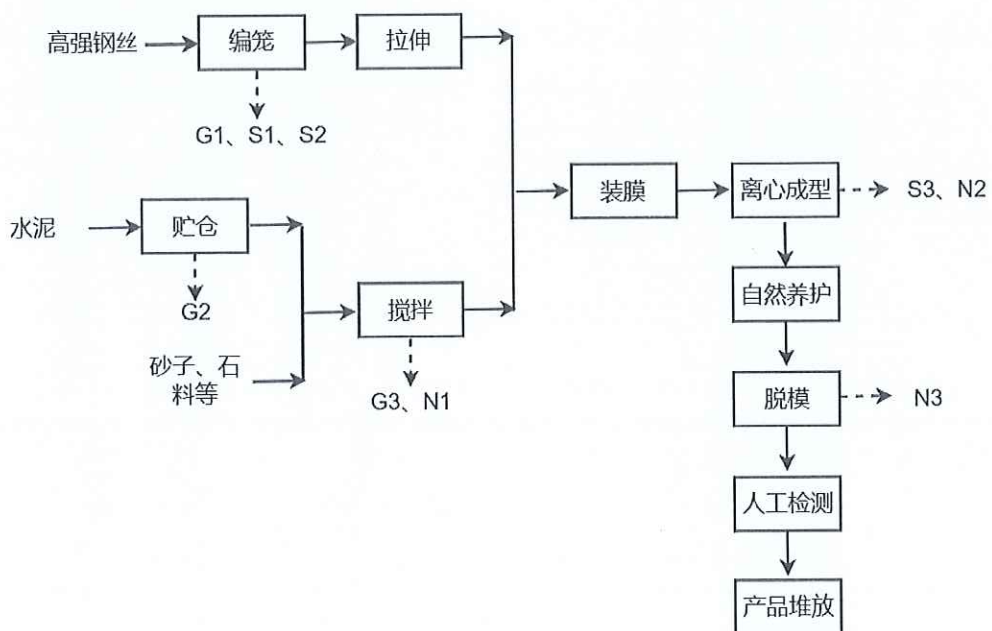 高强钢丝
编笼
拉伸
G1、S1、S2
水泥
贮仓
G2
砂子、石
料等
搅拌
G3、N1
装膜
离心成型
S3、N2
自然养护
脱模
N3
人工检测
产品堆放